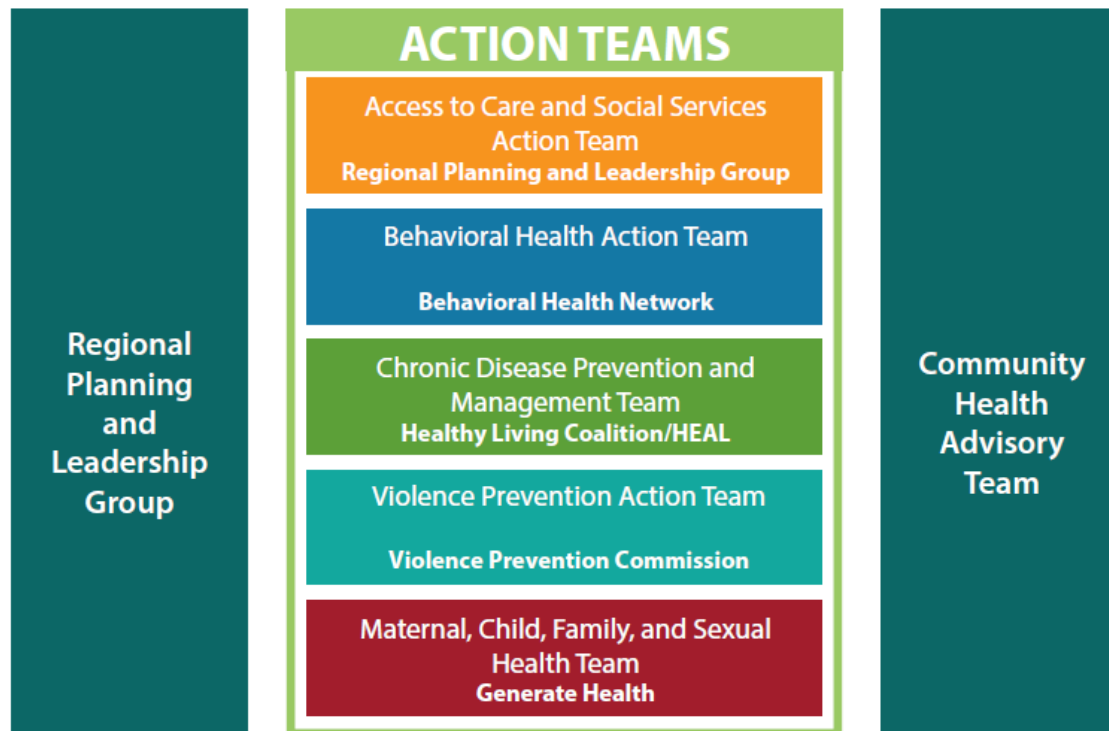 Regional
Planning
and
Leadership
Group
ACTION TEAMS
Access to Care and Social Services
Action Team
Regional Planning and Leadership Group
Behavioral Health Action Team
Behavioral Health Network
Chronic Disease Prevention and
Management Team
Healthy Living Coalition/HEAL
Violence Prevention Action Team
Violence Prevention Commission
Maternal, Child, Family, and Sexual
Health Team
Generate Health
Community
Health
Advisory
Team